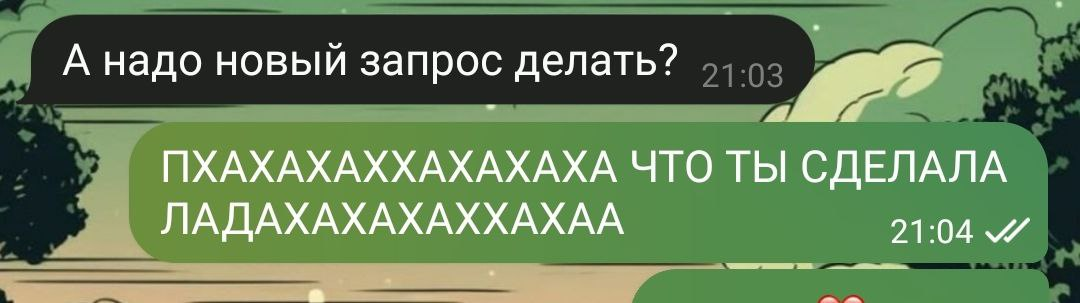 А надо новый запрос делать? 21:03
ПХАХАХАХХАХАХАХА ЧТО ТЫ СДЕЛАЛА
ЛАДАХАХАХАХХАХАА 21:04